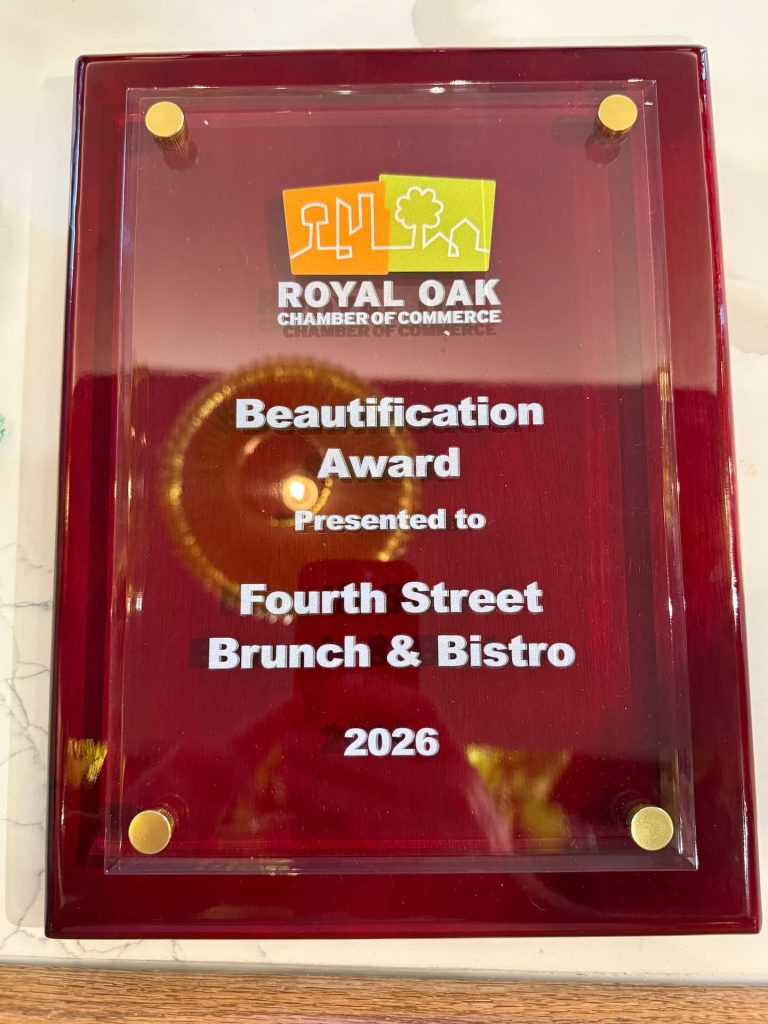 ROYAL OAK
CHAMBER OF COMMERCE
Beautification
Award
Presented to
Fourth Street
Brunch & Bistro
2026